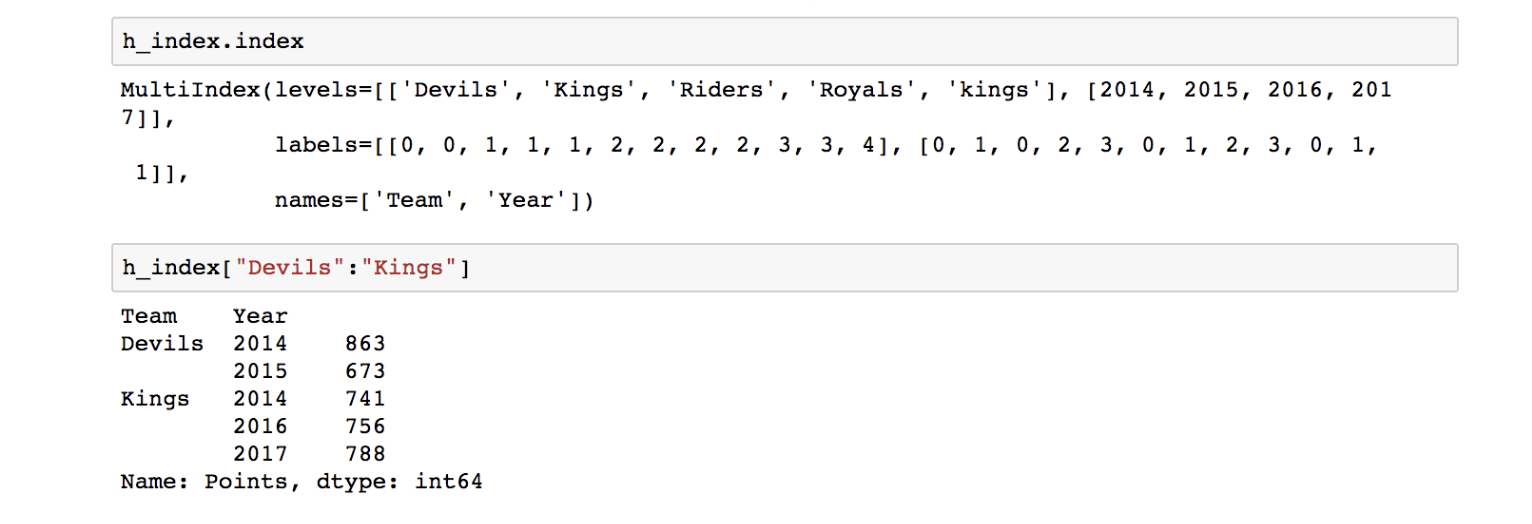 h_index.index
MultiIndex(levels=[['Devils', 'Kings', 'Riders', 'Royals', 'kings'], [2014, 2015, 2016, 201
7]],
           labels=[[0, 0, 1, 1, 1, 2, 2, 2, 2, 3, 3, 4], [0, 1, 0, 2, 3, 0, 1, 2, 3, 0, 1,
 1]],
           names=['Team', 'Year'])
h_index["Devils":"Kings"]
Team    Year
Devils  2014    863
        2015    673
Kings   2014    741
        2016    756
        2017    788
Name: Points, dtype: int64